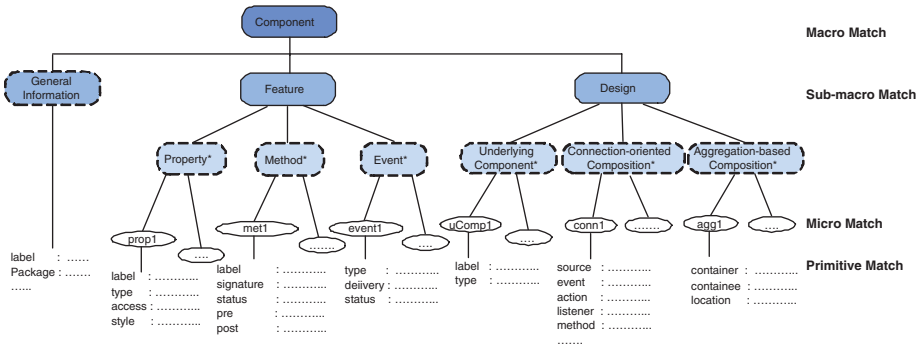 Component
Macro Match
General
Information
Feature
Design
Sub-macro Match
Property*
Method*
Event*
Underlying
Component*
Connection-oriented
Composition*
Aggregation-based
Composition*
prop1
....
met1
.......
event1
....
uComp1
....
conn1
.......
agg1
....
Micro Match
Primitive Match
label : ......
Package : .......
......
label : ...........
type : ...........
access : ...........
style : ...........
label : ...........
signature : ...........
status : ...........
pre : ...........
post : ...........
type : ...........
deiivery : ...........
status : ...........
label : ...........
type : ...........
source : ...........
event : ...........
action : ...........
listener : ...........
method : ...........
.......
container : ...........
containee : ...........
location : ...........